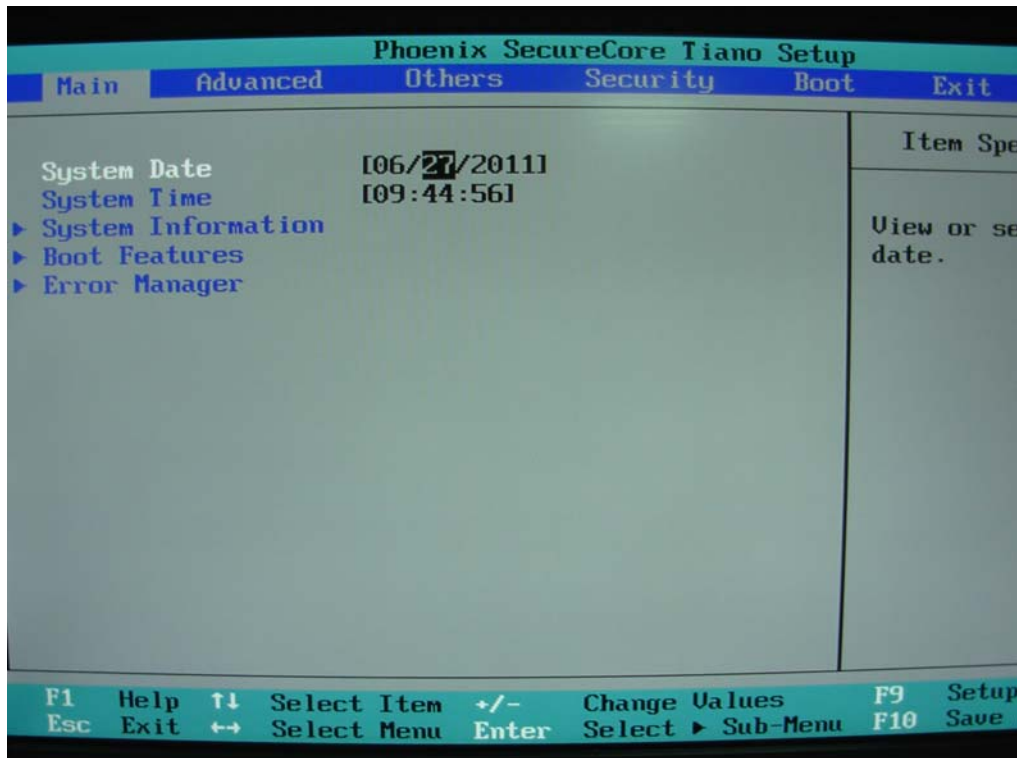 Phoenix SecureCore Tiano Setup
Main Advanced Others Security Boot Exit
System Date [06/27/2011]
System Time [09:44:56]
System Information
Boot Features
Error Manager
Item Spe
View or se
date.
F1 Help ↑↓ Select Item +/- Change Values F9 Setup
Esc Exit ↔ Select Menu Enter Select ▶ Sub-Menu F10 Save